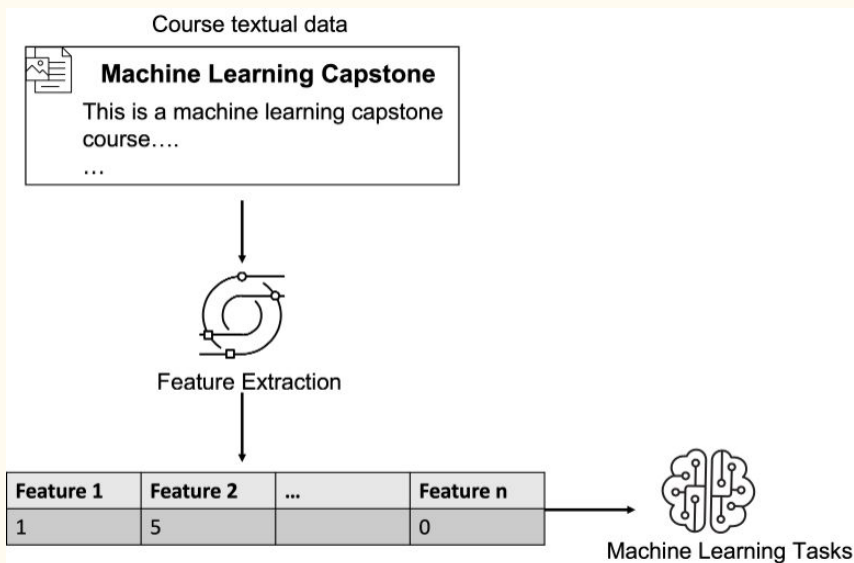 Course textual data
Machine Learning Capstone
This is a machine learning capstone
course....
...
Feature Extraction
Feature 1 Feature 2 ... Feature n
1 5 0
Machine Learning Tasks